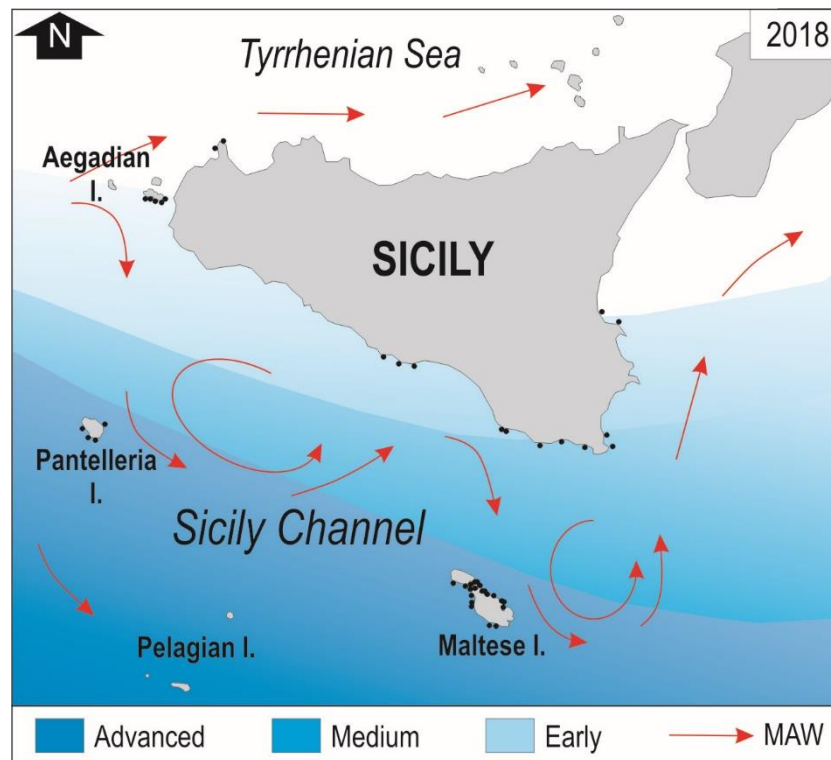 N
Tyrrhenian Sea
2018
Aegadian
I.
SICILY
Pantelleria
I.
Sicily Channel
Pelagian I.
Maltese I.
Advanced
Medium
Early
MAW